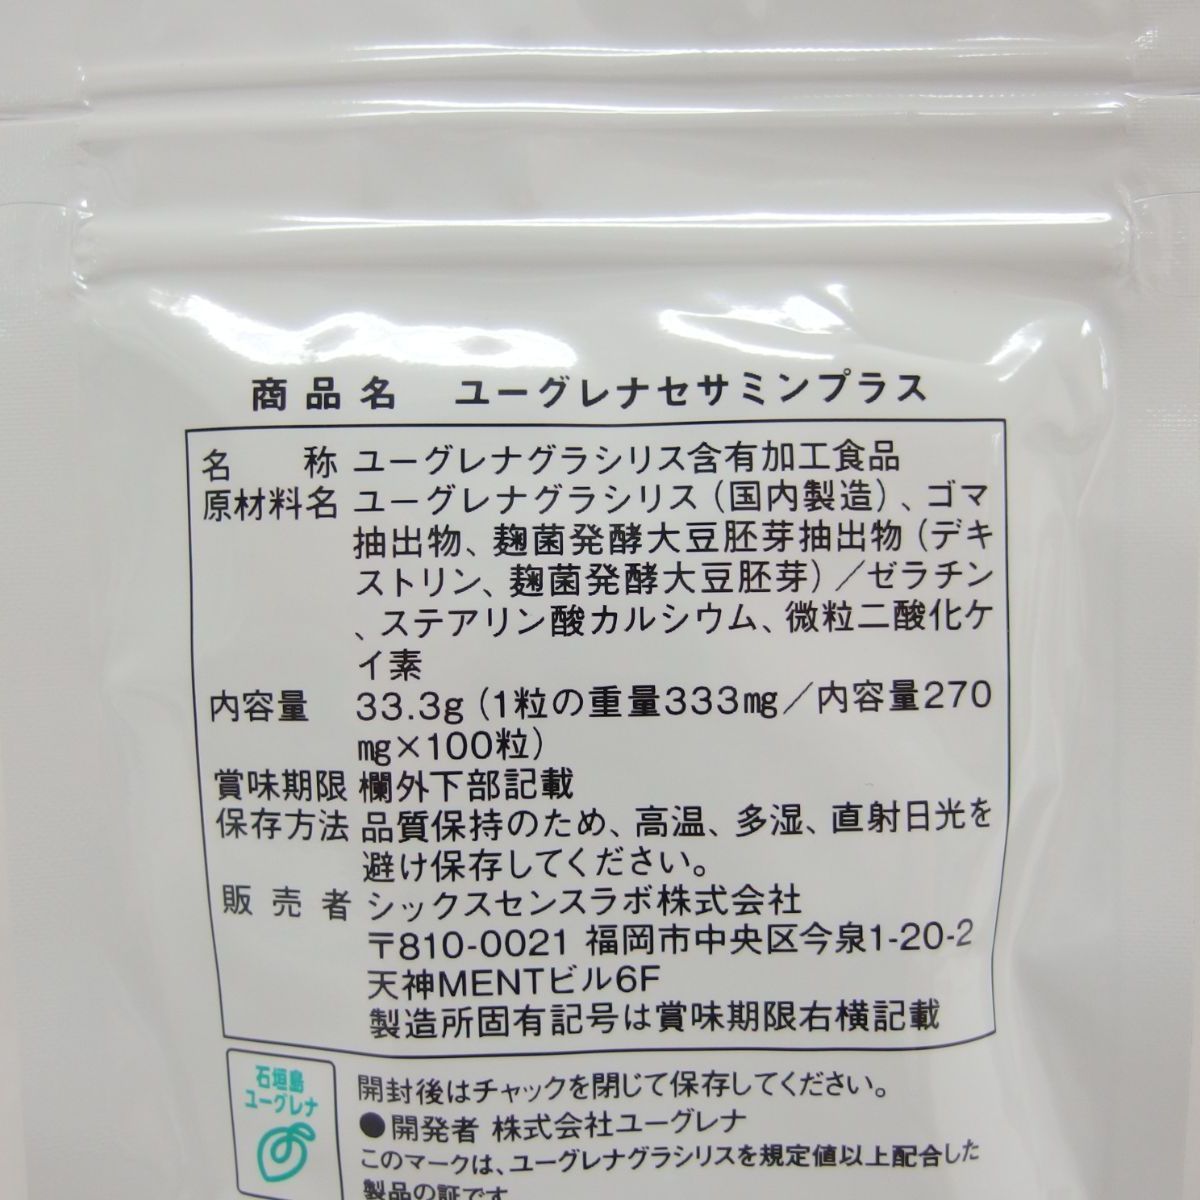 商品名 ユーグレナセサミンプラス
名称 ユーグレナグラシリス含有加工食品
原材料名 ユーグレナグラシリス（国内製造）、ゴマ
抽出物、麹菌発酵大豆胚芽抽出物（デキ
ストリン、麹菌発酵大豆胚芽）／ゼラチン
、ステアリン酸カルシウム、微粒二酸化ケ
イ素
内容量 33.3g（1粒の重量333㎎／内容量270
㎎×100粒）
賞味期限 欄外下部記載
保存方法 品質保持のため、高温、多湿、直射日光を
避け保存してください。
販売者 シックスセンスラボ株式会社
〒810-0021 福岡市中央区今泉1-20-2
天神MENTビル6F
製造所固有記号は賞味期限右横記載
石垣島
ユーグレナ
開封後はチャックを閉じて保存してください。
●開発者 株式会社ユーグレナ
このマークは、ユーグレナグラシリスを規定値以上配合した
製品の証です